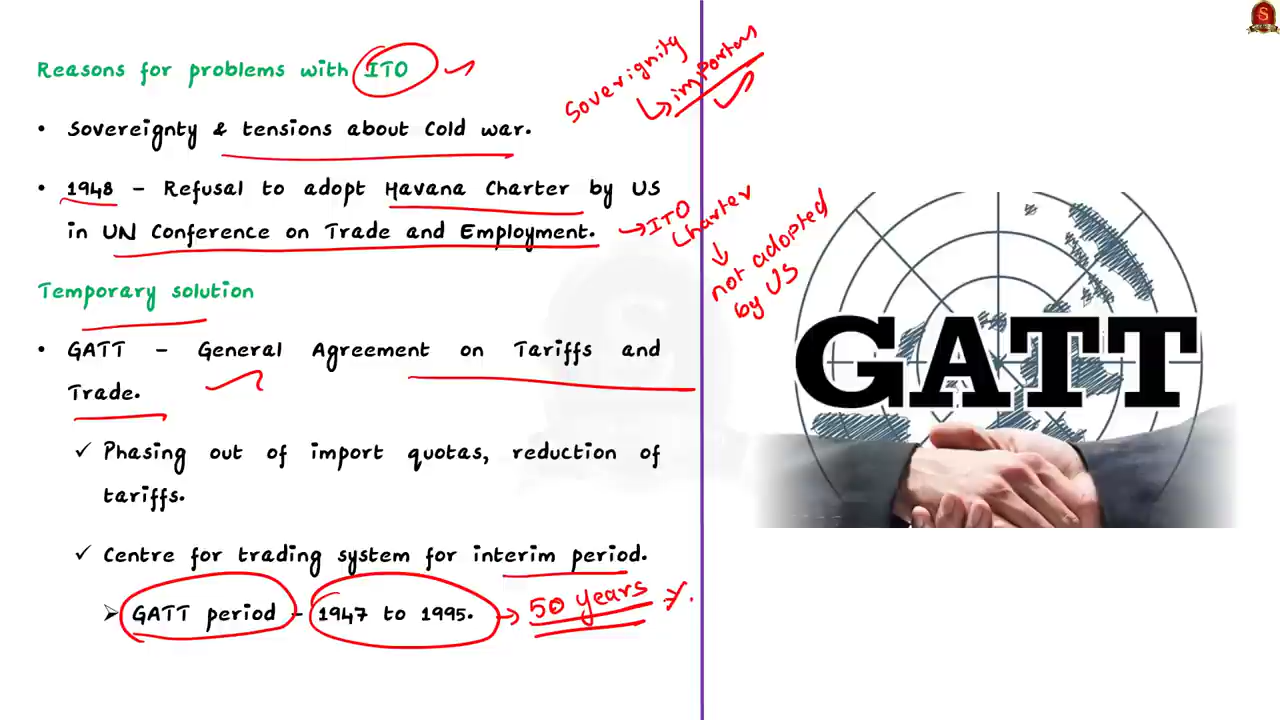 Reasons for problems with ITO
• Sovereignty & tensions about Cold war.
• 1948 - Refusal to adopt Havana Charter by US
in UN Conference on Trade and Employment.
Temporary solution
• GATT - General Agreement on Tariffs and
Trade.
✓ Phasing out of import quotas, reduction of
tariffs.
✓ Centre for trading system for interim period.
➢ GATT period - 1947 to 1995. → 50 years
Soverignity
↳ important
→ ITO
Charter
↓
not adopted
by US
GATT
S